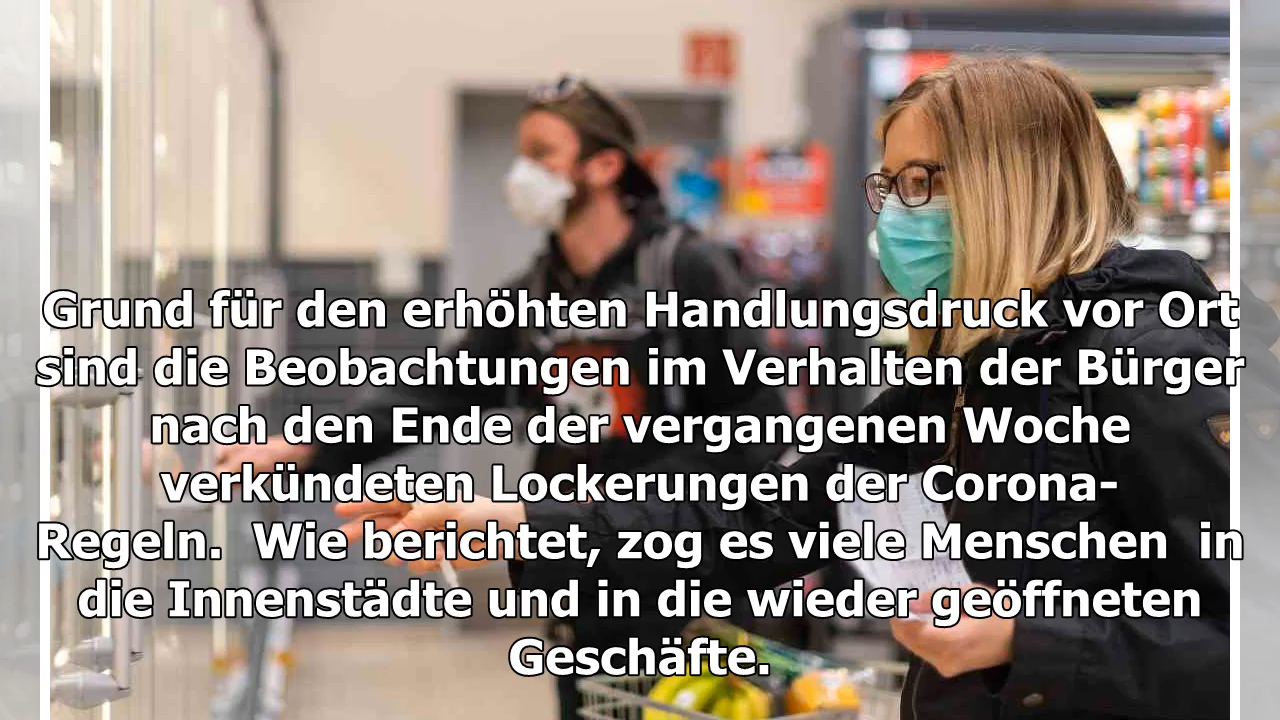 Grund für den erhöhten Handlungsdruck vor Ort
sind die Beobachtungen im Verhalten der Bürger
nach den Ende der vergangenen Woche
verkündeten Lockerungen der Corona-
Regeln.  Wie berichtet, zog es viele Menschen  in
die Innenstädte und in die wieder geöffneten
Geschäfte.